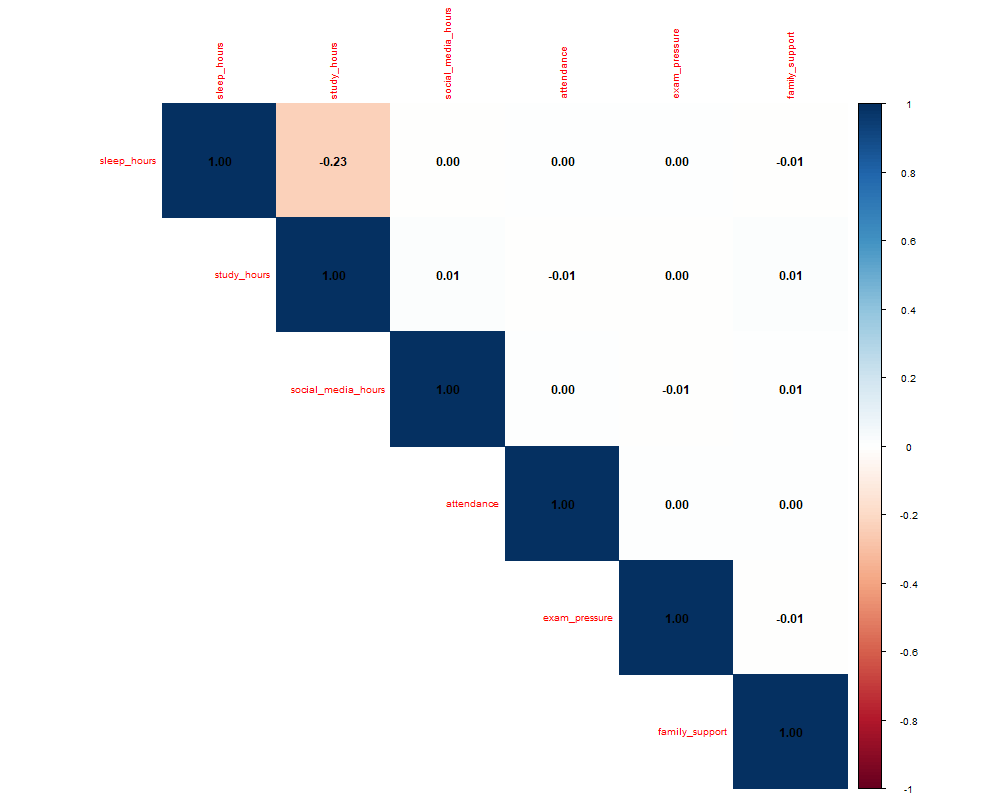 sleep_hours study_hours social_media_hours attendance exam_pressure family_support
sleep_hours 1.00 -0.23 0.00 0.00 0.00 -0.01
study_hours 1.00 0.01 -0.01 0.00 0.01
social_media_hours 1.00 0.00 -0.01 0.01
attendance 1.00 0.00 0.00
exam_pressure 1.00 -0.01
family_support 1.00
1
0.8
0.6
0.4
0.2
0
-0.2
-0.4
-0.6
-0.8
-1